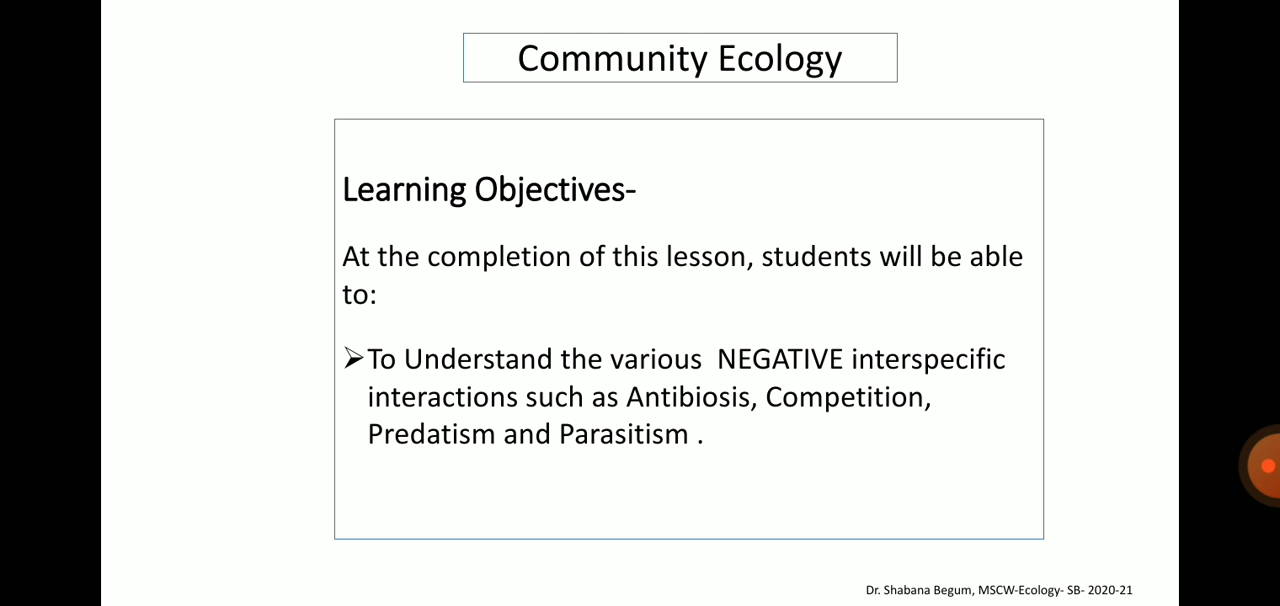 Community Ecology
Learning Objectives-
At the completion of this lesson, students will be able
to:
➢To Understand the various  NEGATIVE interspecific
interactions such as Antibiosis, Competition,
Predatism and Parasitism .
Dr. Shabana Begum, MSCW-Ecology- SB- 2020-21